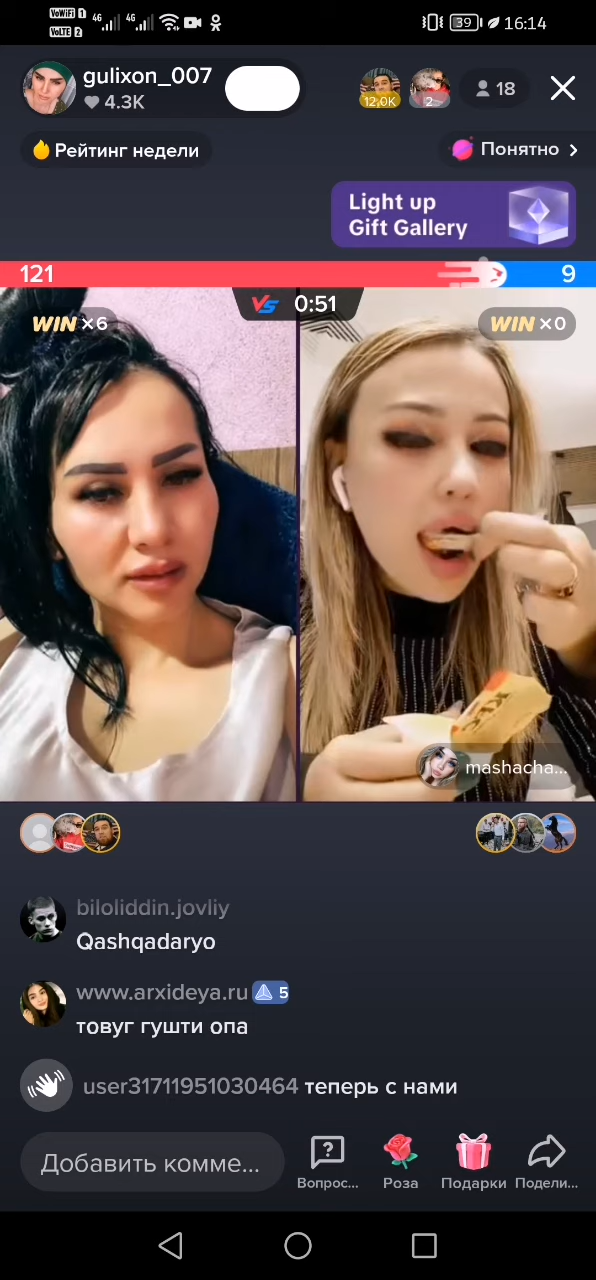 VoWiFi 1
VoLTE 2
4G
4G
39
16:14
gulixon_007
4.3K
12,0K
2...
18
Рейтинг недели
Понятно
Light up
Gift Gallery
121
9
VS 0:51
WIN ×6
WIN ×0
mashacha...
biloliddin.jovliy
Qashqadaryo
www.arxideya.ru 5
товуг гушти опа
user31711951030464 теперь с нами
Добавить комме...
Вопрос...
Роза
Подарки
Подели...